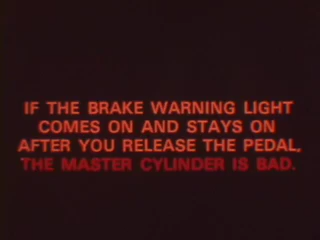 IF THE BRAKE WARNING LIGHT
COMES ON AND STAYS ON
AFTER YOU RELEASE THE PEDAL,
THE MASTER CYLINDER IS BAD.